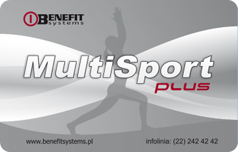 BENEFIT
systems
MultiSport
plus
www.benefitsystems.pl
infolinia: (22) 242 42 42